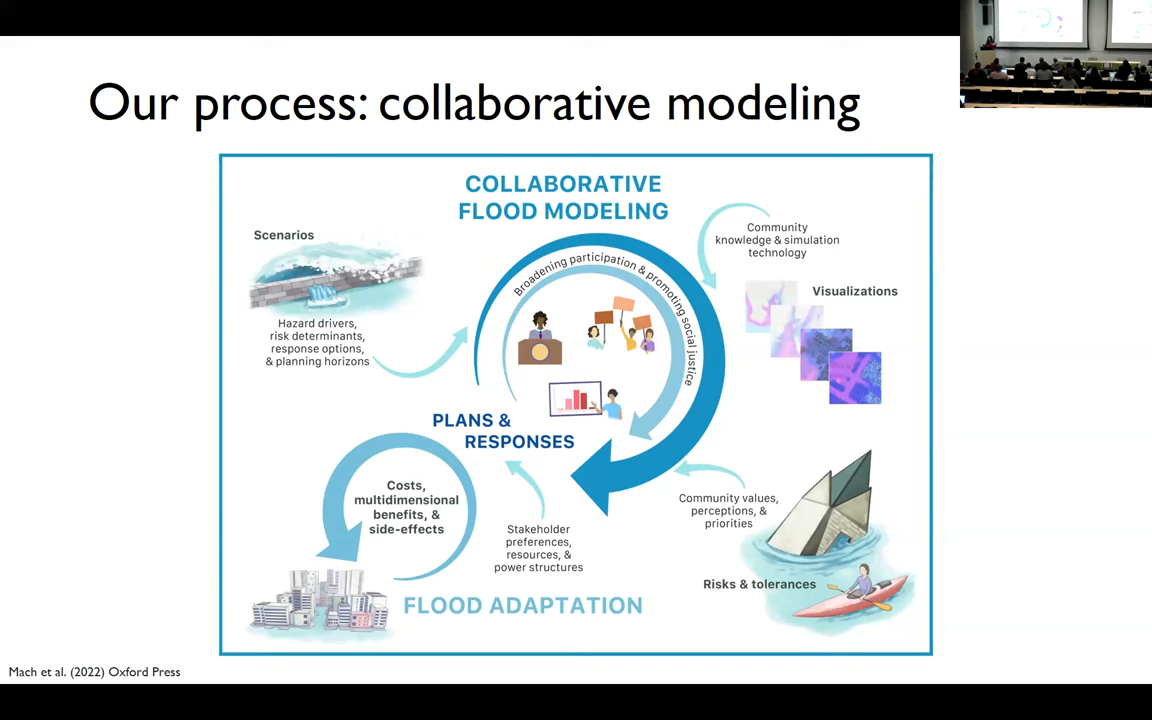 Our process: collaborative modeling
COLLABORATIVE
FLOOD MODELING
Scenarios
Hazard drivers,
risk determinants,
response options,
& planning horizons
Broadening participation & promoting social justice
Community
knowledge & simulation
technology
Visualizations
PLANS &
RESPONSES
Costs,
multidimensional
benefits, &
side-effects
Stakeholder
preferences,
resources, &
power structures
Community values,
perceptions, &
priorities
Risks & tolerances
FLOOD ADAPTATION
Mach et al. (2022) Oxford Press